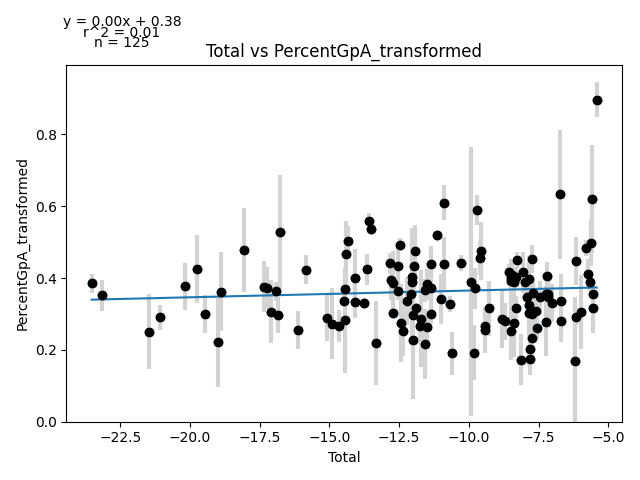 y = 0.00x + 0.38
r^2 = 0.01
n = 125
Total vs PercentGpA_transformed
PercentGpA_transformed
0.8
0.6
0.4
0.2
0.0
−22.5 −20.0 −17.5 −15.0 −12.5 −10.0 −7.5 −5.0
Total